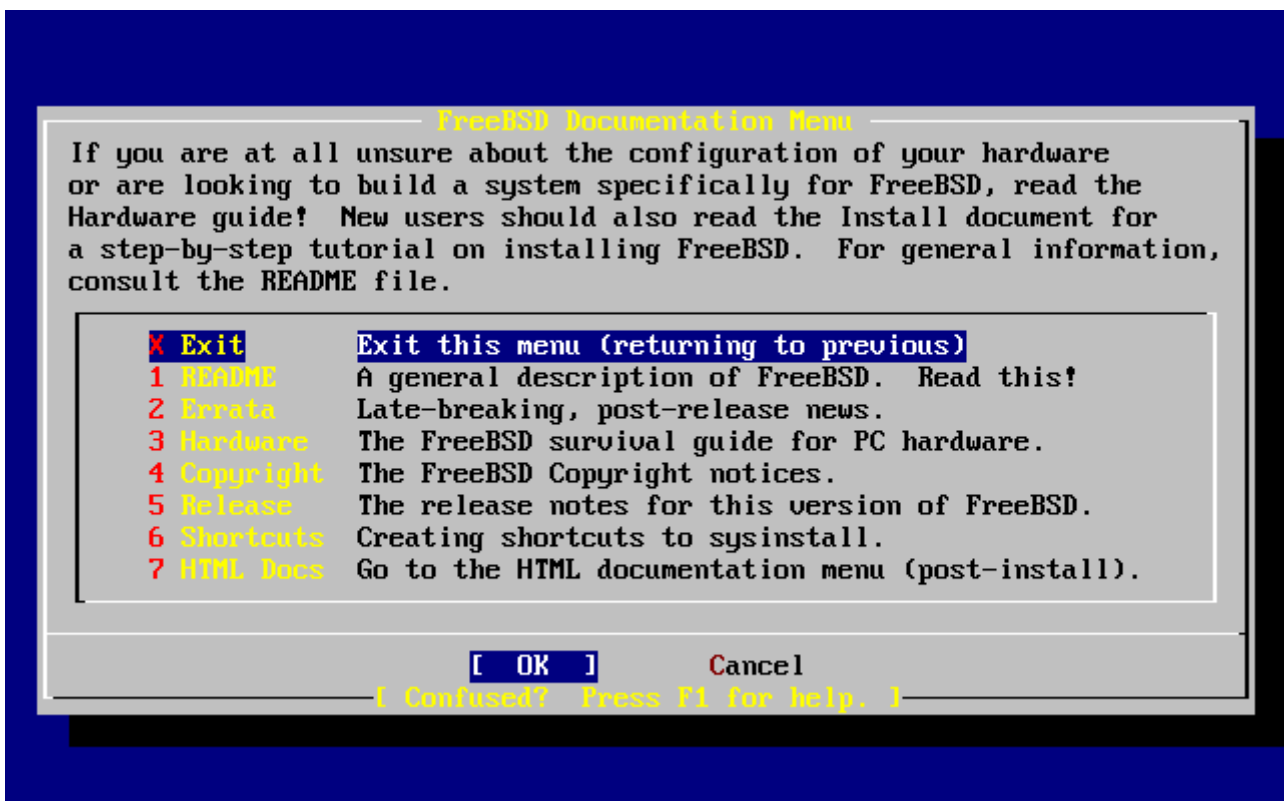 FreeBSD Documentation Menu
If you are at all unsure about the configuration of your hardware
or are looking to build a system specifically for FreeBSD, read the
Hardware guide!  New users should also read the Install document for
a step-by-step tutorial on installing FreeBSD.  For general information,
consult the README file.
X Exit Exit this menu (returning to previous)
1 README A general description of FreeBSD.  Read this!
2 Errata Late-breaking, post-release news.
3 Hardware The FreeBSD survival guide for PC hardware.
4 Copyright The FreeBSD Copyright notices.
5 Release The release notes for this version of FreeBSD.
6 Shortcuts Creating shortcuts to sysinstall.
7 HTML Docs Go to the HTML documentation menu (post-install).
[ OK ] Cancel
[ Confused?  Press F1 for help. ]